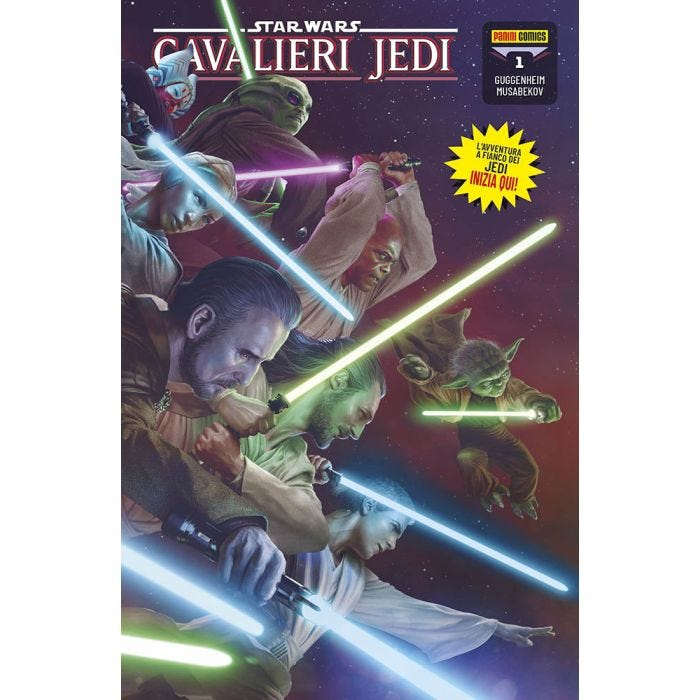 STAR WARS
CAVALIERI JEDI
PANINI COMICS
1
GUGGENHEIM
MUSABEKOV
L'AVVENTURA
A FIANCO DEI
JEDI
INIZIA QUI!